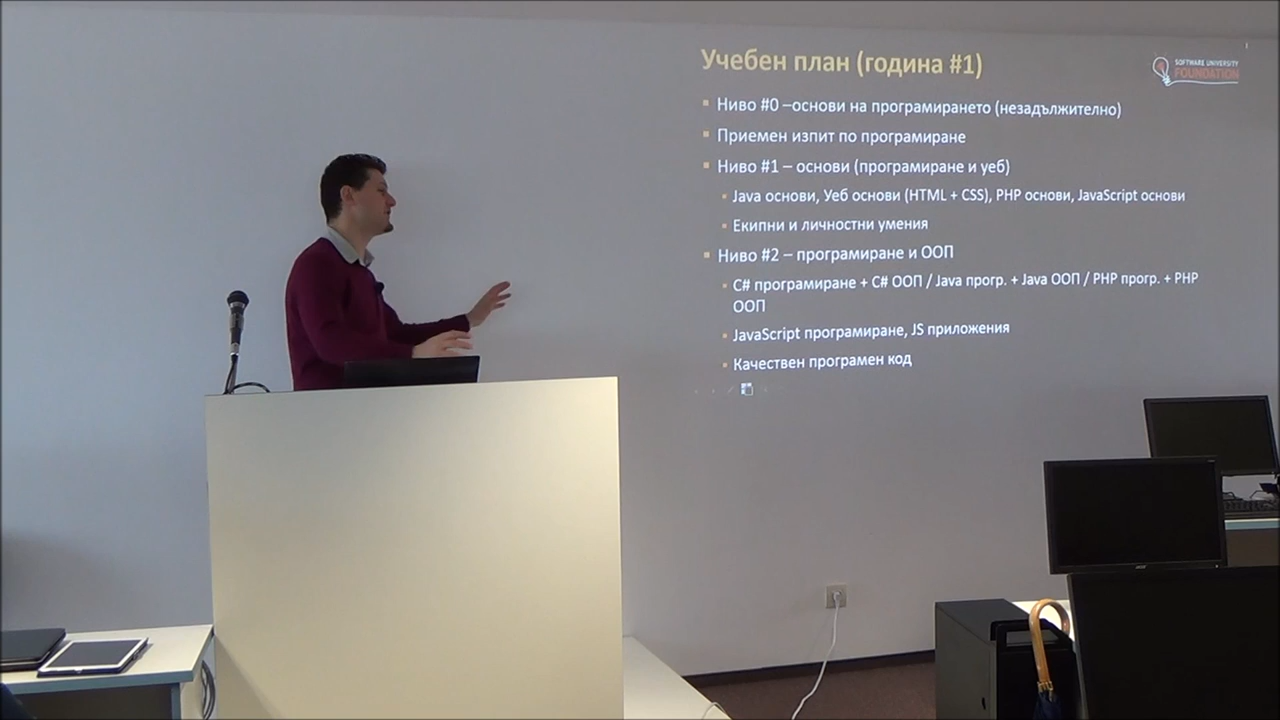 Учебен план (година #1)
SOFTWARE UNIVERSITY
FOUNDATION
Ниво #0 –основи на програмирането (незадължително)
Приемен изпит по програмиране
Ниво #1 – основи (програмиране и уеб)
Java основи, Уеб основи (HTML + CSS), PHP основи, JavaScript основи
Екипни и личностни умения
Ниво #2 – програмиране и ООП
C# програмиране + C# ООП / Java прогр. + Java ООП / PHP прогр. + PHP
ООП
JavaScript програмиране, JS приложения
Качествен програмен код
acer